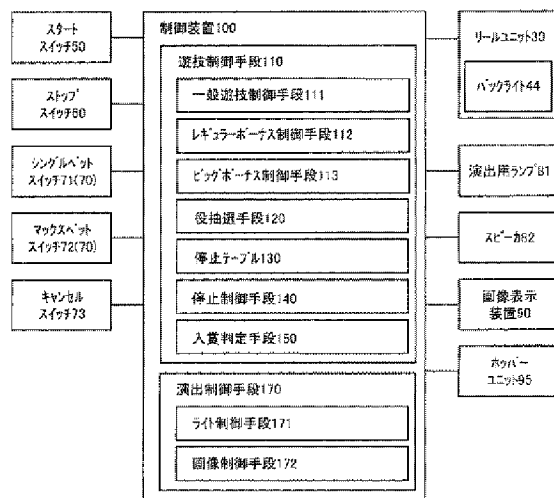 スタート
スイッチ50
ストップ
スイッチ60
シングルベット
スイッチ71(70)
マックスベット
スイッチ72(70)
キャンセル
スイッチ73
制御装置100
遊技制御手段110
一般遊技制御手段111
レギュラーボーナス制御手段112
ビッグボーナス制御手段113
役抽選手段120
停止テーブル130
停止制御手段140
入賞判定手段150
演出制御手段170
ライト制御手段171
画像制御手段172
リールユニット30
バックライト44
演出用ランプ81
スピーカ82
画像表示
装置90
ホッパー
ユニット95